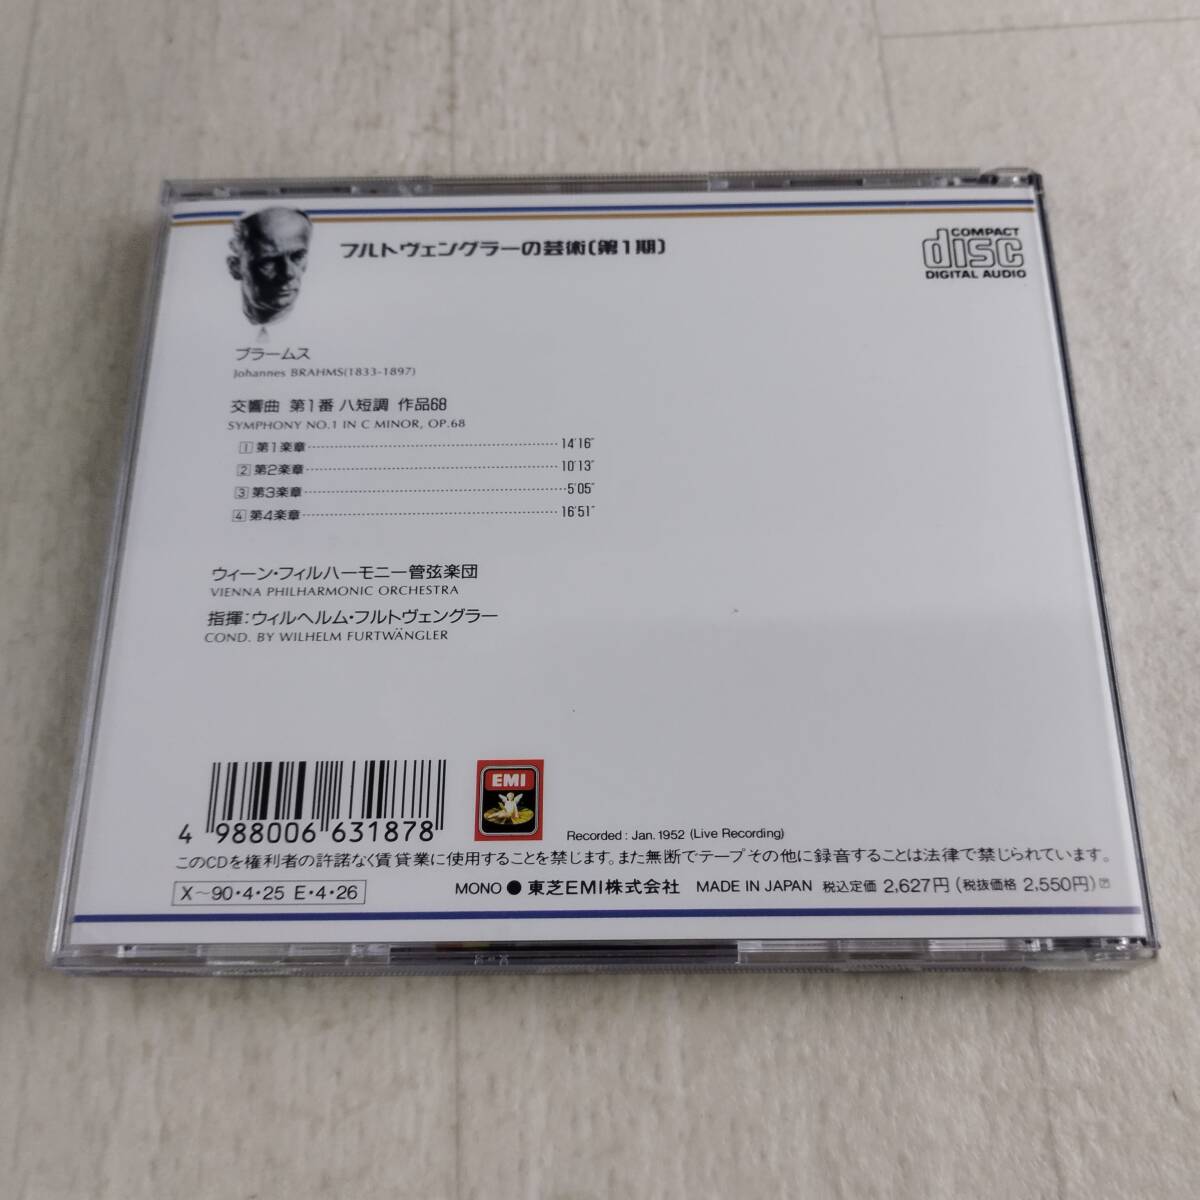 フルトヴェングラーの芸術〔第1期〕
COMPACT
disc
DIGITAL AUDIO
ブラームス
Johannes BRAHMS(1833-1897)
交響曲 第1番 ハ短調 作品68
SYMPHONY NO.1 IN C MINOR, OP.68
1 第1楽章 14'16"
2 第2楽章 10'13"
3 第3楽章 5'05"
4 第4楽章 16'51"
ウィーン・フィルハーモニー管弦楽団
VIENNA PHILHARMONIC ORCHESTRA
指揮:ウィルヘルム・フルトヴェングラー
COND. BY WILHELM FURTWÄNGLER
4 988006 631878
EMI
Recorded : Jan. 1952 (Live Recording)
このCDを権利者の許諾なく賃貸業に使用することを禁じます。また無断でテープその他に録音することは法律で禁じられています。
X～90・4・25 E・4・26
MONO ● 東芝EMI株式会社 MADE IN JAPAN 税込定価 2,627円 (税抜価格 2,550円)